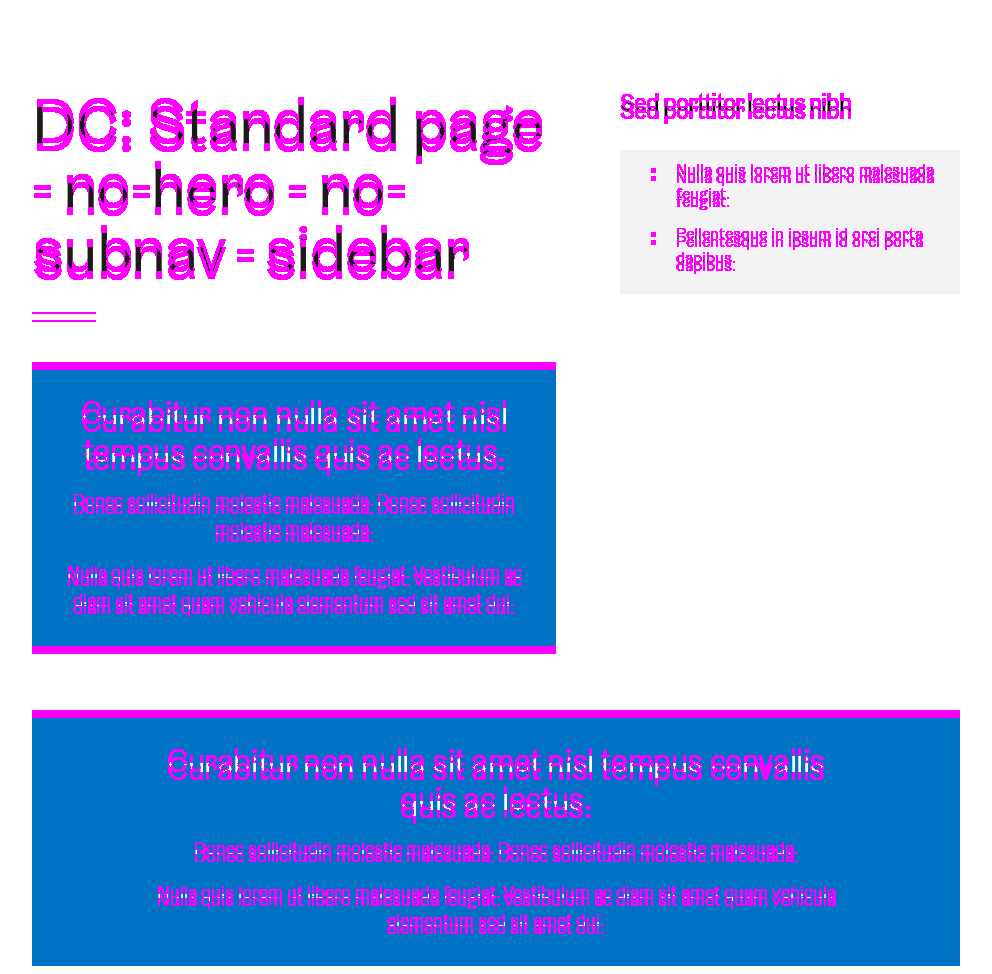 DC: Standard page
- no-hero - no-
subnav - sidebar
Sed porttitor lectus nibh
Nulla quis lorem ut libero malesuada
feugiat.
Pellentesque in ipsum id orci porta
dapibus.
Curabitur non nulla sit amet nisl
tempus convallis quis ac lectus.
Donec sollicitudin molestie malesuada. Donec sollicitudin
molestie malesuada.
Nulla quis lorem ut libero malesuada feugiat. Vestibulum ac
diam sit amet quam vehicula elementum sed sit amet dui.
Curabitur non nulla sit amet nisl tempus convallis
quis ac lectus.
Donec sollicitudin molestie malesuada. Donec sollicitudin molestie malesuada.
Nulla quis lorem ut libero malesuada feugiat. Vestibulum ac diam sit amet quam vehicula
elementum sed sit amet dui.